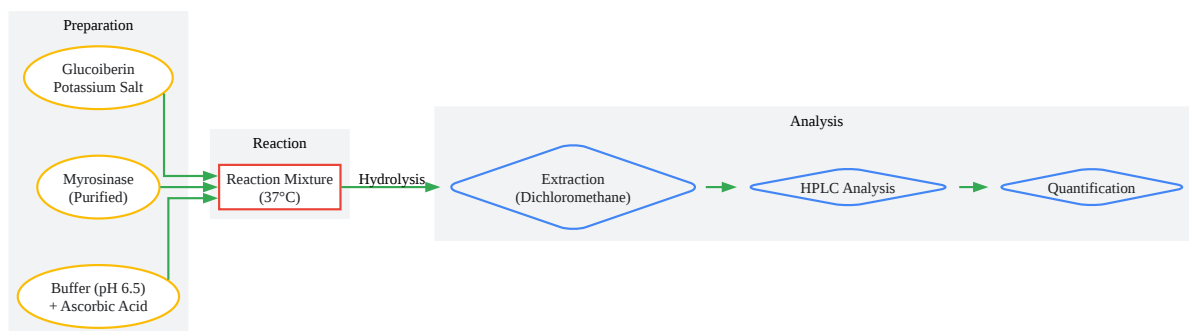 Preparation
Glucoiberin
Potassium Salt
Myrosinase
(Purified)
Buffer (pH 6.5)
+ Ascorbic Acid
Reaction
Reaction Mixture
(37°C)
Hydrolysis
Analysis
Extraction
(Dichloromethane)
HPLC Analysis
Quantification